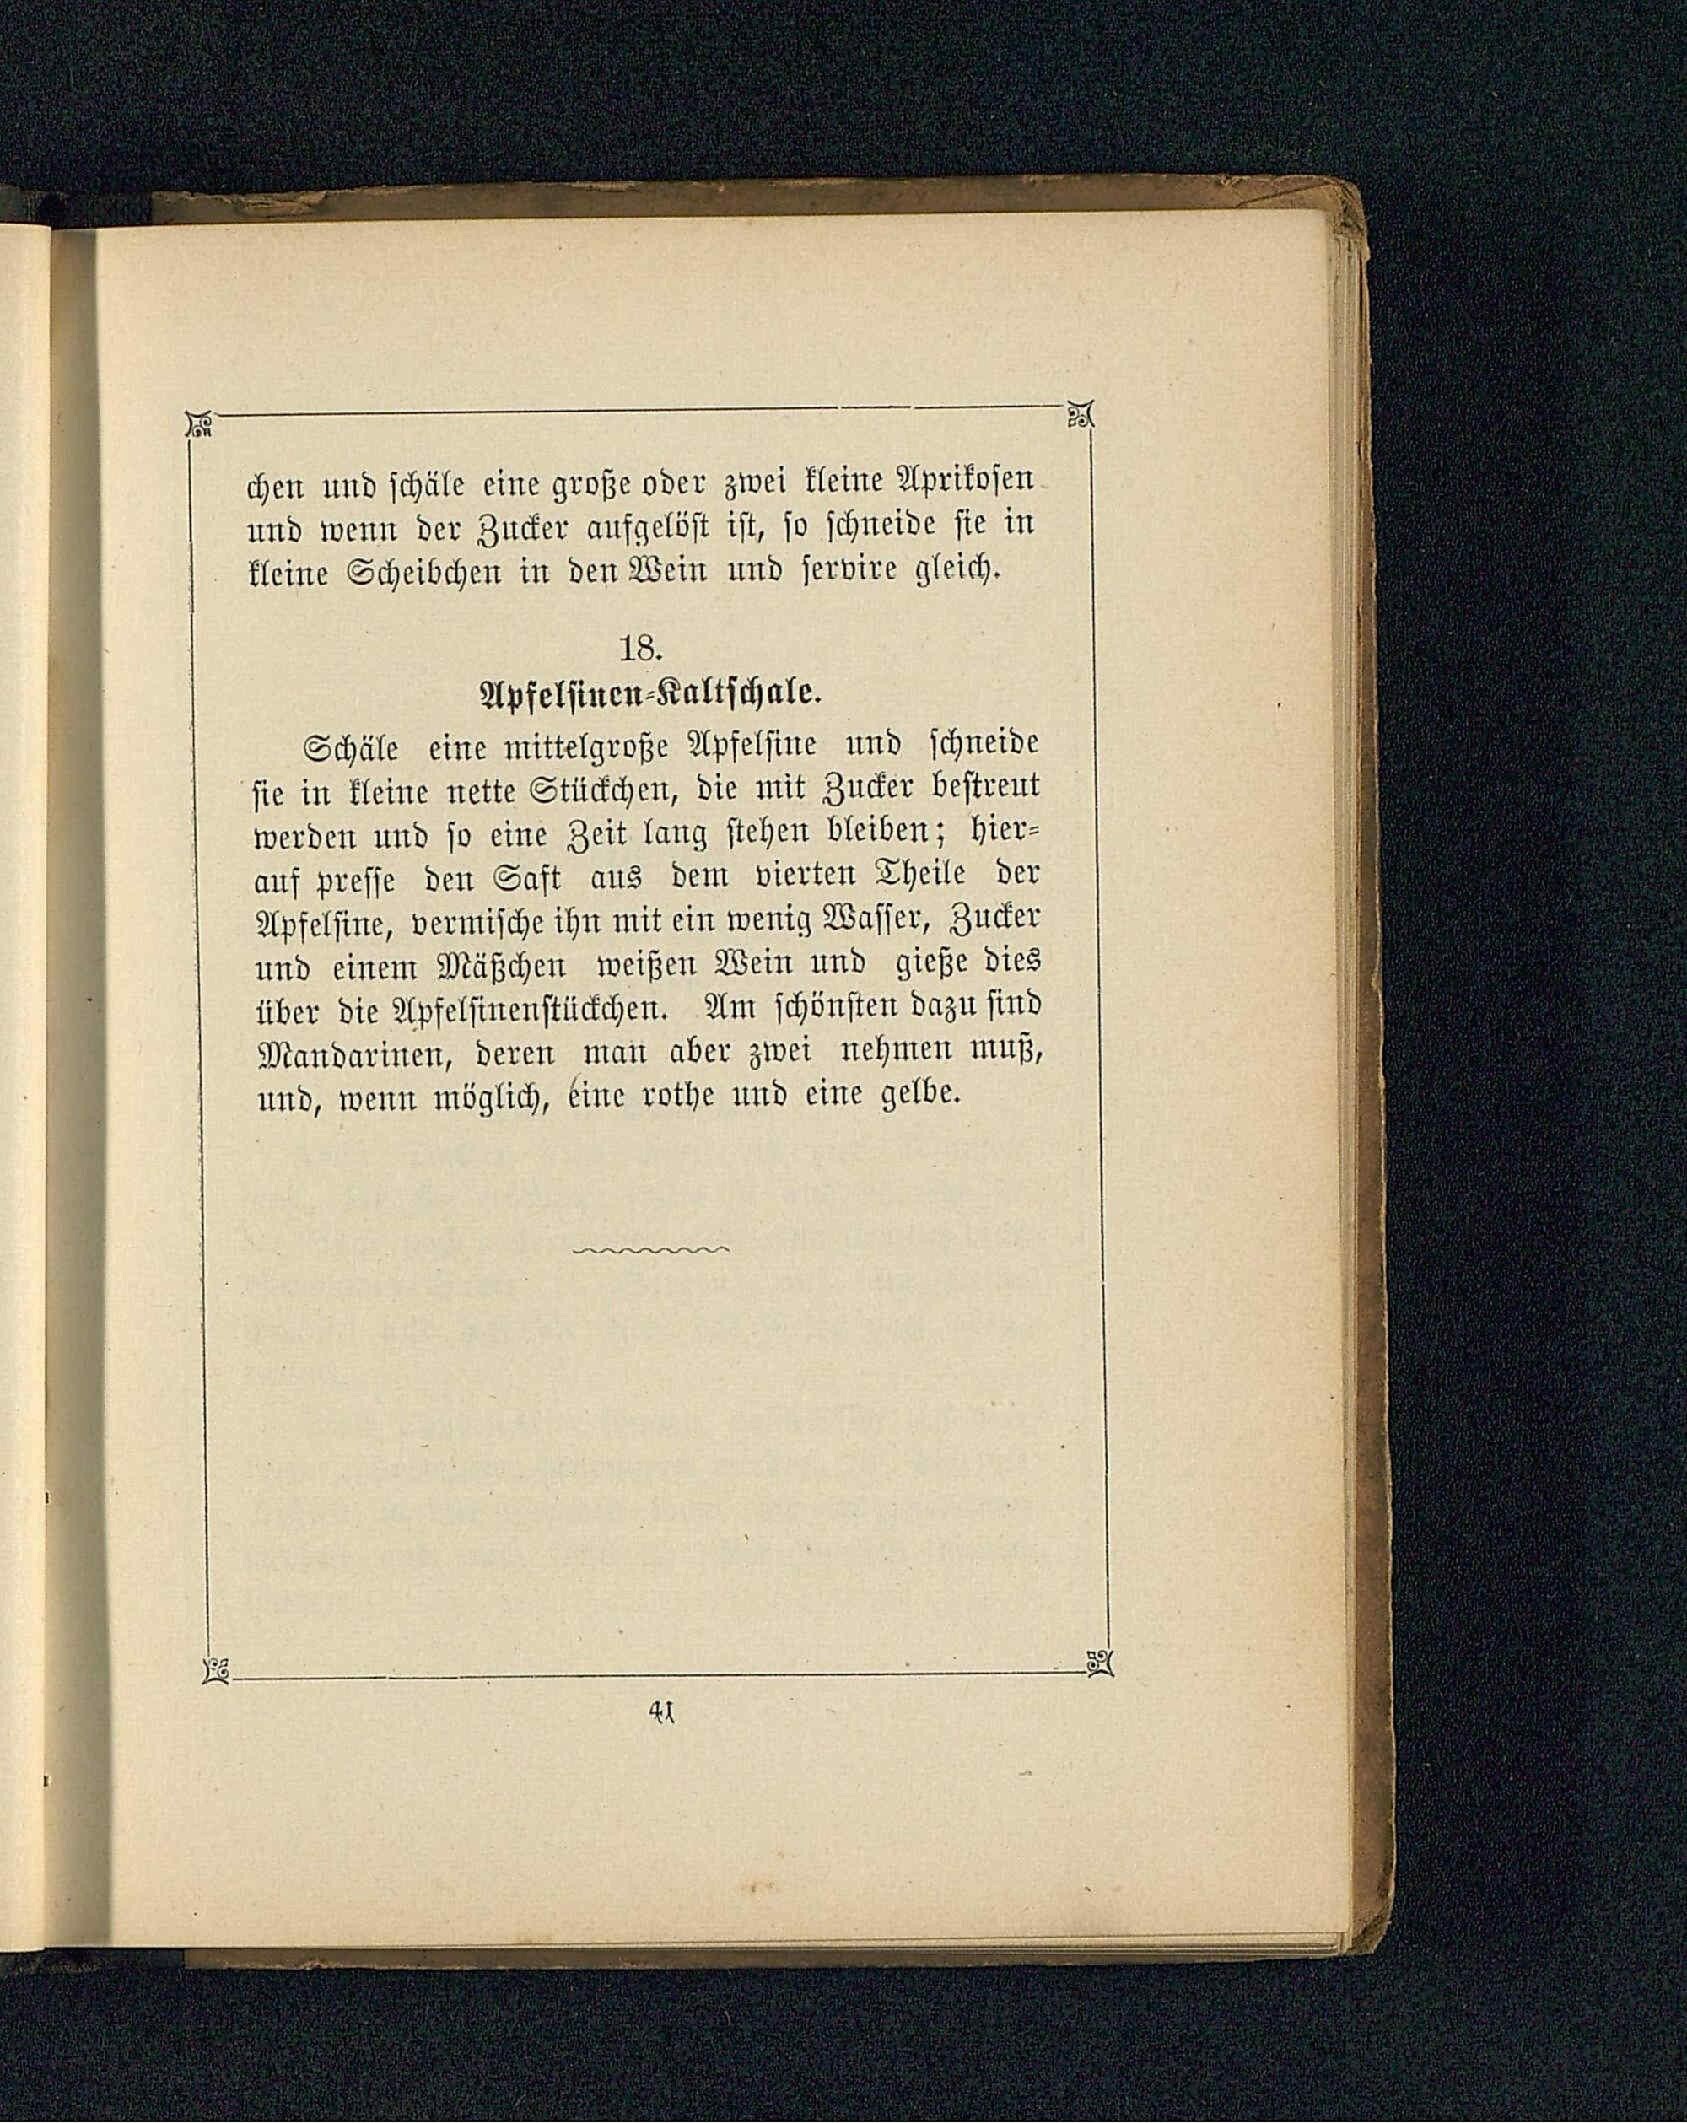 chen und schäle eine große oder zwei kleine Aprikosen
und wenn der Zucker aufgelöst ist, so schneide sie in
kleine Scheibchen in den Wein und servire gleich.
18.
Apfelsinen-Kaltschale.
Schäle eine mittelgroße Apfelsine und schneide
sie in kleine nette Stückchen, die mit Zucker bestreut
werden und so eine Zeit lang stehen bleiben; hier-
auf presse den Saft aus dem vierten Theile der
Apfelsine, vermische ihn mit ein wenig Wasser, Zucker
und einem Mäßchen weißen Wein und gieße dies
über die Apfelsinenstückchen. Am schönsten dazu sind
Mandarinen, deren man aber zwei nehmen muß,
und, wenn möglich, eine rothe und eine gelbe.
41